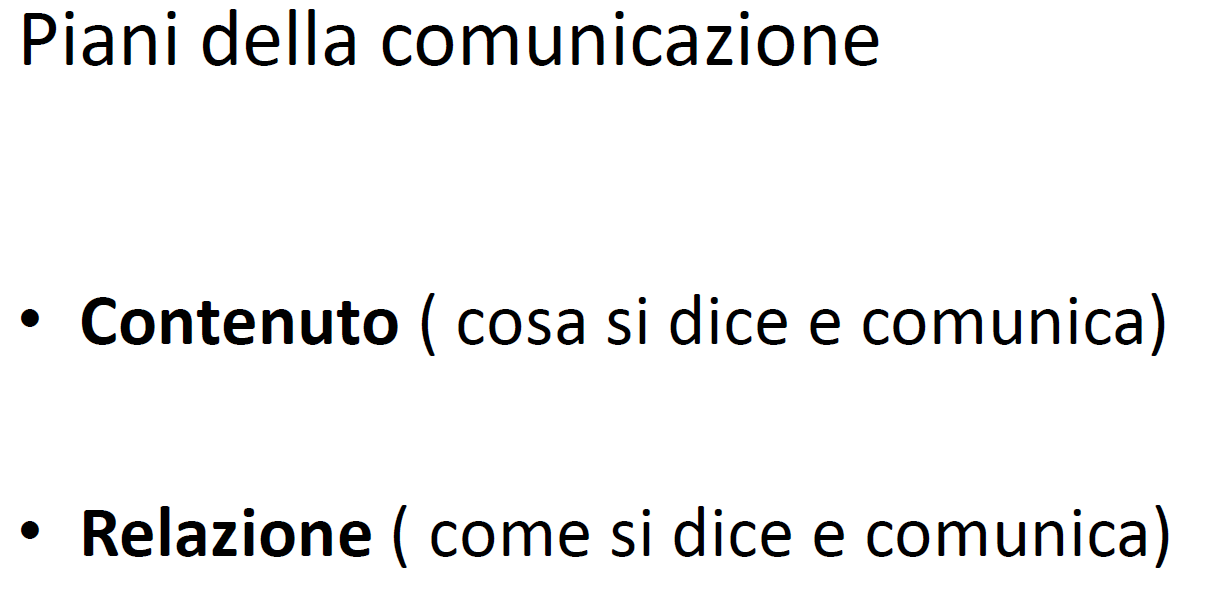 Piani della comunicazione
• Contenuto ( cosa si dice e comunica)
• Relazione ( come si dice e comunica)